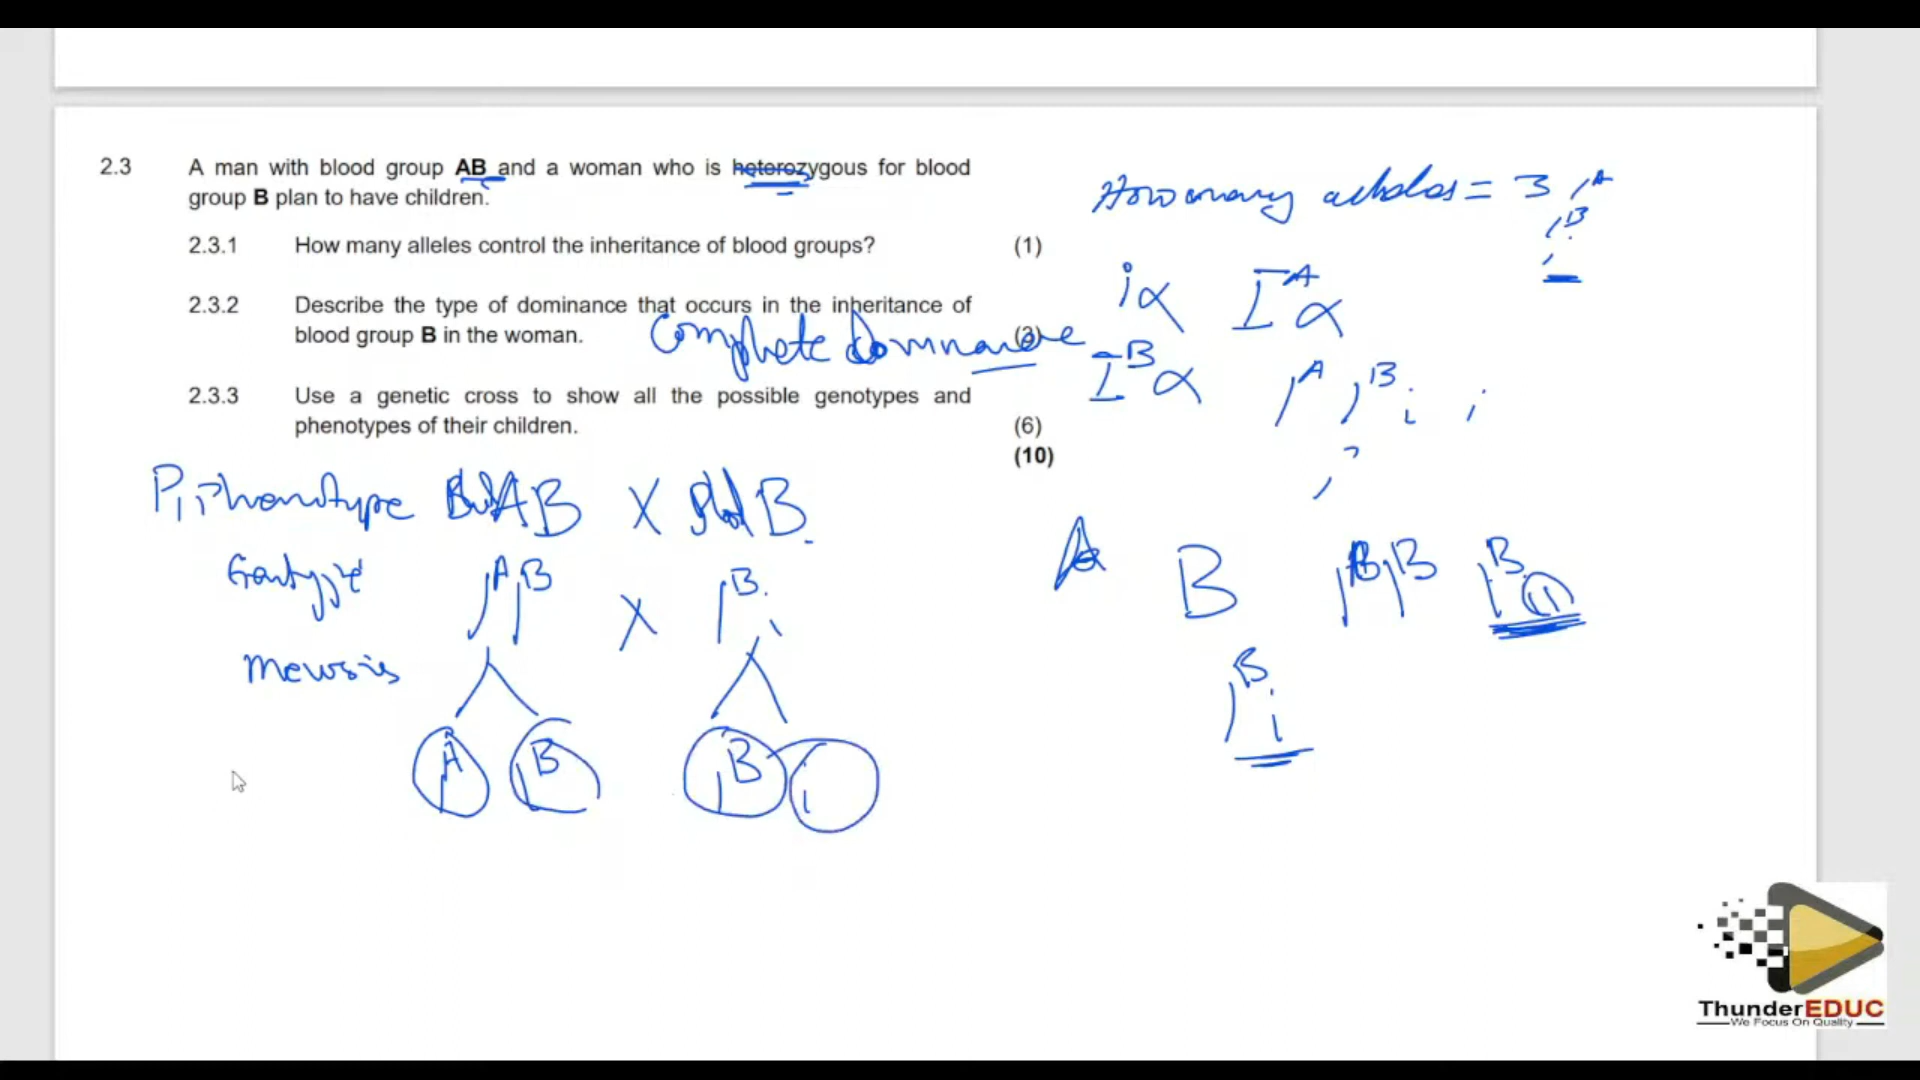 2.3 A man with blood group AB and a woman who is heterozygous for blood
group B plan to have children.
2.3.1 How many alleles control the inheritance of blood groups? (1)
2.3.2 Describe the type of dominance that occurs in the inheritance of
blood group B in the woman. (3)
2.3.3 Use a genetic cross to show all the possible genotypes and
phenotypes of their children. (6)
(10)
How many = 3 I^A
I^B
i
i α I^A α
Complete dominance
I^B α I^A I^B i i
P1 Phenotype AB X B
I^A I^B X I^B i
A B I^B I^B I^B i
I^B i
Meiosis
I^A I^B I^B i
ThunderEDUC
We Focus On Quality